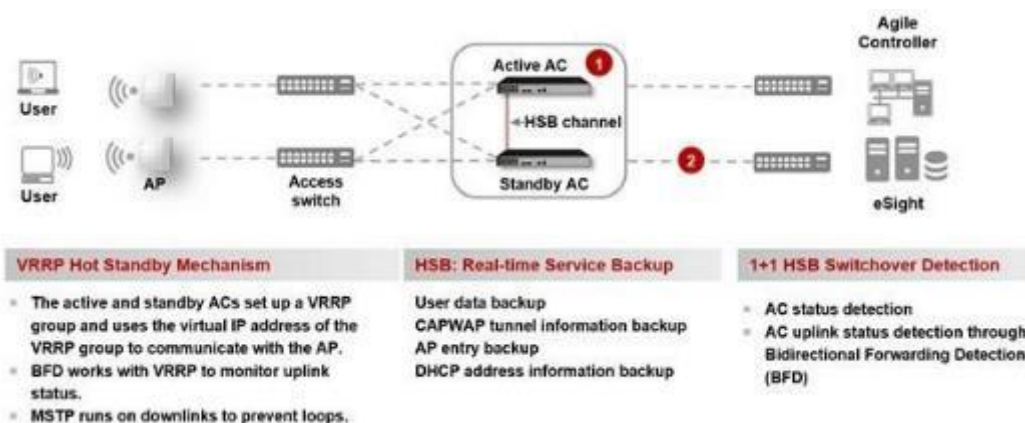 Agile
Controller
Active AC
1
User
HSB channel
2
User
AP
Access
switch
Standby AC
eSight
VRRP Hot Standby Mechanism
The active and standby ACs set up a VRRP
group and uses the virtual IP address of the
VRRP group to communicate with the AP.
BFD works with VRRP to monitor uplink
status.
MSTP runs on downlinks to prevent loops.
HSB: Real-time Service Backup
User data backup
CAPWAP tunnel information backup
AP entry backup
DHCP address information backup
1+1 HSB Switchover Detection
AC status detection
AC uplink status detection through
Bidirectional Forwarding Detection
(BFD)